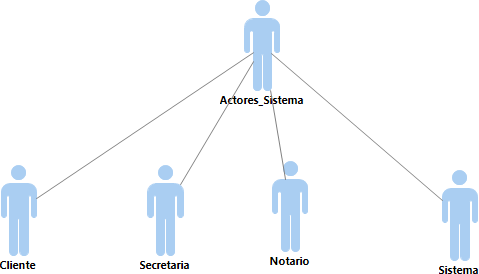 Actores_Sistema
Cliente
Secretaria
Notario
Sistema